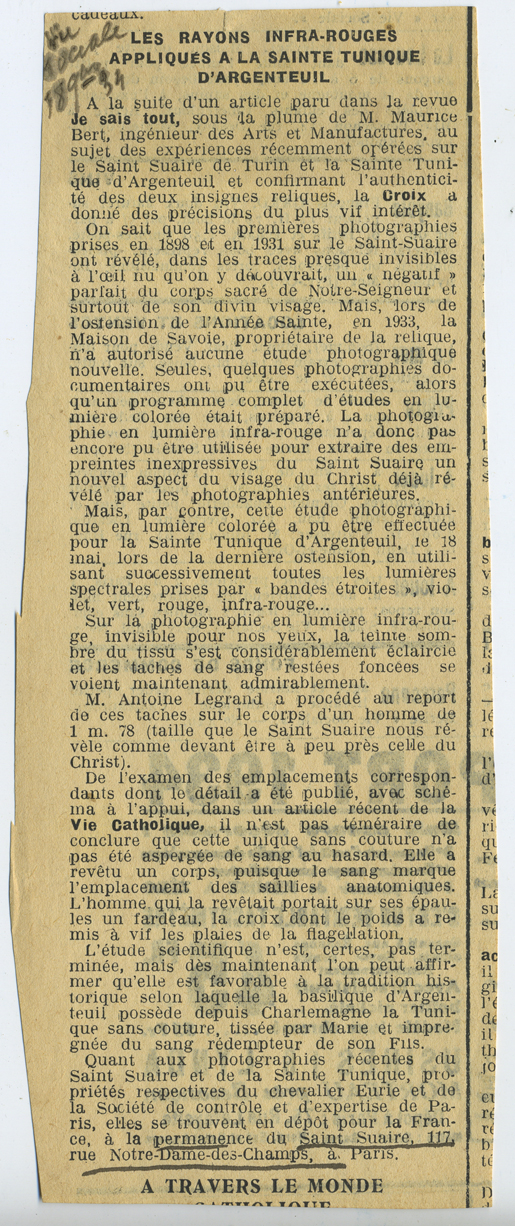 cadeaux.
LES RAYONS INFRA-ROUGES
APPLIQUÉS A LA SAINTE TUNIQUE
D'ARGENTEUIL
A la suite d'un article paru dans la revue
Je sais tout, sous la plume de M. Maurice
Bert, ingénieur des Arts et Manufactures, au
sujet des expériences récemment opérées sur
le Saint Suaire de Turin et la Sainte Tuni-
que d'Argenteuil et confirmant l'authentici-
té des deux insignes reliques, la Croix a
donné des précisions du plus vif intérêt.
On sait que les premières photographies
prises en 1898 et en 1931 sur le Saint-Suaire
ont révélé, dans les traces presque invisibles
à l'œil nu qu'on y découvrait, un « négatif »
parfait du corps sacré de Notre-Seigneur et
surtout de son divin visage. Mais, lors de
l'ostension de l'Année Sainte, en 1933, la
Maison de Savoie, propriétaire de la relique,
n'a autorisé aucune étude photographique
nouvelle. Seules, quelques photographies do-
cumentaires ont pu être exécutées, alors
qu'un programme complet d'études en lu-
mière colorée était préparé. La photogra-
phie en lumière infra-rouge n'a donc pas
encore pu être utilisée pour extraire des em-
preintes inexpressives du Saint Suaire un
nouvel aspect du visage du Christ déjà ré-
vélé par les photographies antérieures.
Mais, par contre, cette étude photographi-
que en lumière colorée a pu être effectuée
pour la Sainte Tunique d'Argenteuil, le 18
mai, lors de la dernière ostension, en utili-
sant successivement toutes les lumières
spectrales prises par « bandes étroites », vio-
let, vert, rouge, infra-rouge...
Sur la photographie en lumière infra-rou-
ge, invisible pour nos yeux, la teinte som-
bre du tissu s'est considérablement éclaircie
et les taches de sang restées foncées se
voient maintenant admirablement.
M. Antoine Legrand a procédé au report
de ces taches sur le corps d'un homme de
1 m. 78 (taille que le Saint Suaire nous ré-
vèle comme devant être à peu près celle du
Christ).
De l'examen des emplacements correspon-
dants dont le détail a été publié, avec sché-
ma à l'appui, dans un article récent de la
Vie Catholique, il n'est pas téméraire de
conclure que cette unique sans couture n'a
pas été aspergée de sang au hasard. Elle a
revêtu un corps, puisque le sang marque
l'emplacement des saillies anatomiques.
L'homme qui la revêtait portait sur ses épau-
les un fardeau, la croix dont le poids a re-
mis à vif les plaies de la flagellation.
L'étude scientifique n'est, certes, pas ter-
minée, mais dès maintenant l'on peut affir-
mer qu'elle est favorable à la tradition his-
torique selon laquelle la basilique d'Argen-
teuil possède depuis Charlemagne la Tuni-
que sans couture, tissée par Marie et impré-
gnée du sang rédempteur de son Fils.
Quant aux photographies récentes du
Saint Suaire et de la Sainte Tunique, pro-
priétés respectives du chevalier Eurie et de
la Société de contrôle et d'expertise de Pa-
ris, elles se trouvent en dépôt pour la Fran-
ce, à la permanence du Saint Suaire, 117,
rue Notre-Dame-des-Champs, à Paris.
A TRAVERS LE MONDE
CATHOLIQUE